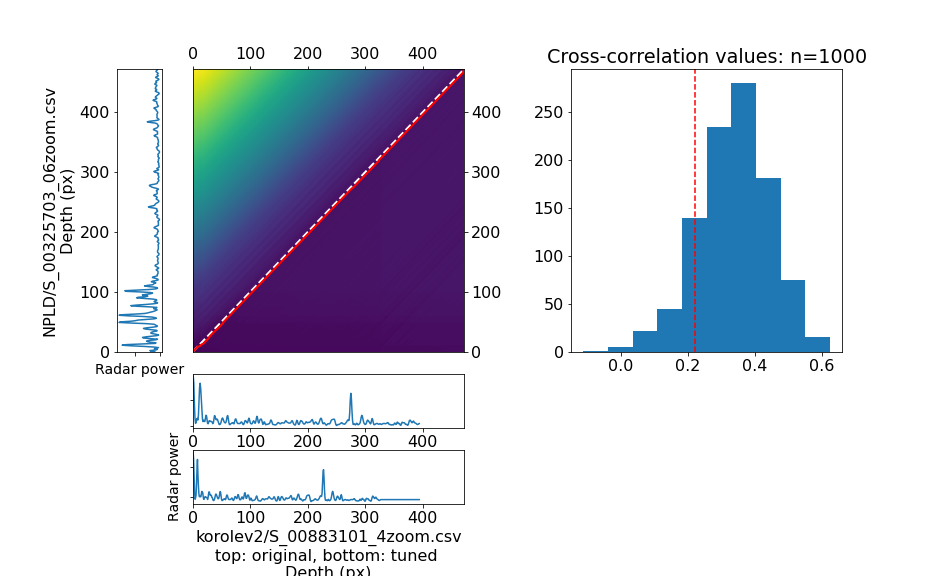 Cross-correlation values: n=1000
0 100 200 300 400
NPLD/S_00325703_06zoom.csv
Depth (px)
400
300
200
100
0
Radar power
400
300
200
100
0
250
200
150
100
50
0
0.0 0.2 0.4 0.6
0 100 200 300 400
Radar power
0 100 200 300 400
korolev2/S_00883101_4zoom.csv
top: original, bottom: tuned
Depth (px)